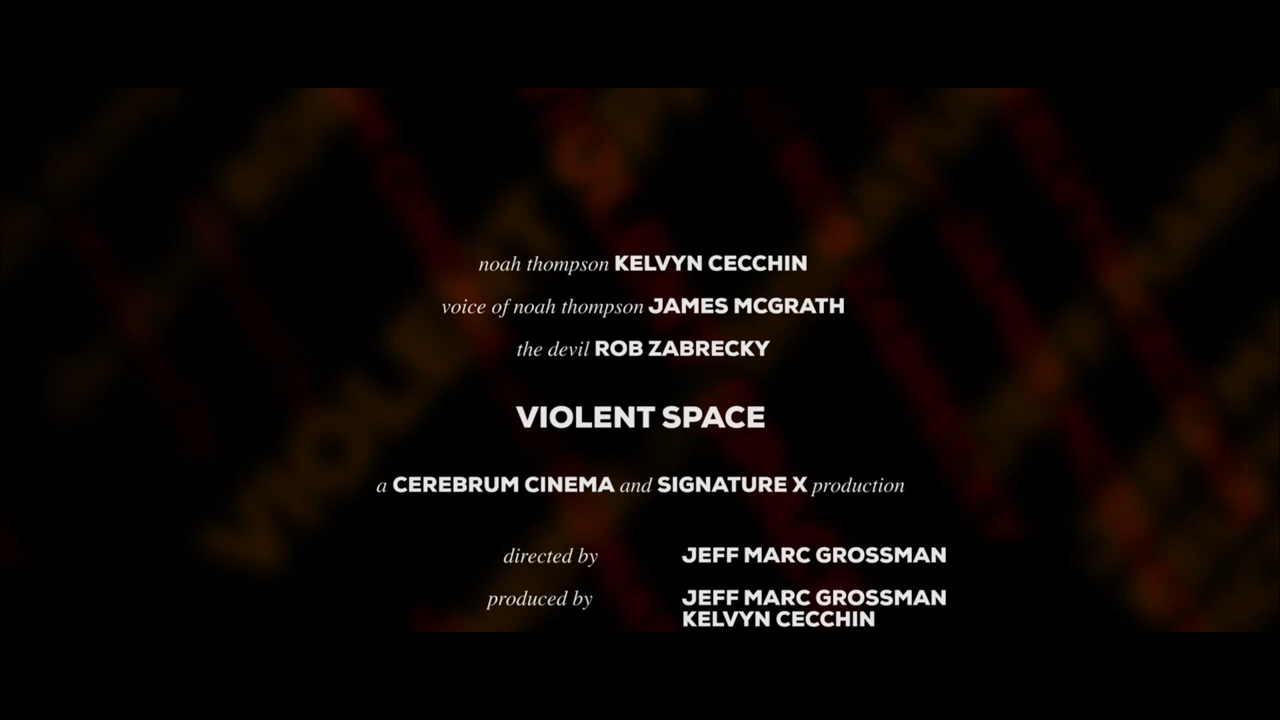 noah thompson KELVYN CECCHIN
voice of noah thompson JAMES MCGRATH
the devil ROB ZABRECKY
VIOLENT SPACE
a CEREBRUM CINEMA and SIGNATURE X production
directed by JEFF MARC GROSSMAN
produced by JEFF MARC GROSSMAN
KELVYN CECCHIN